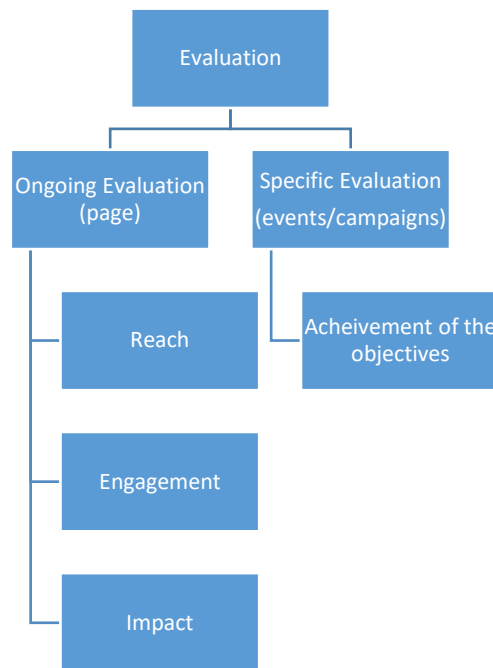 Evaluation
Ongoing Evaluation
(page)
Specific Evaluation
(events/campaigns)
Reach
Acheivement of the
objectives
Engagement
Impact